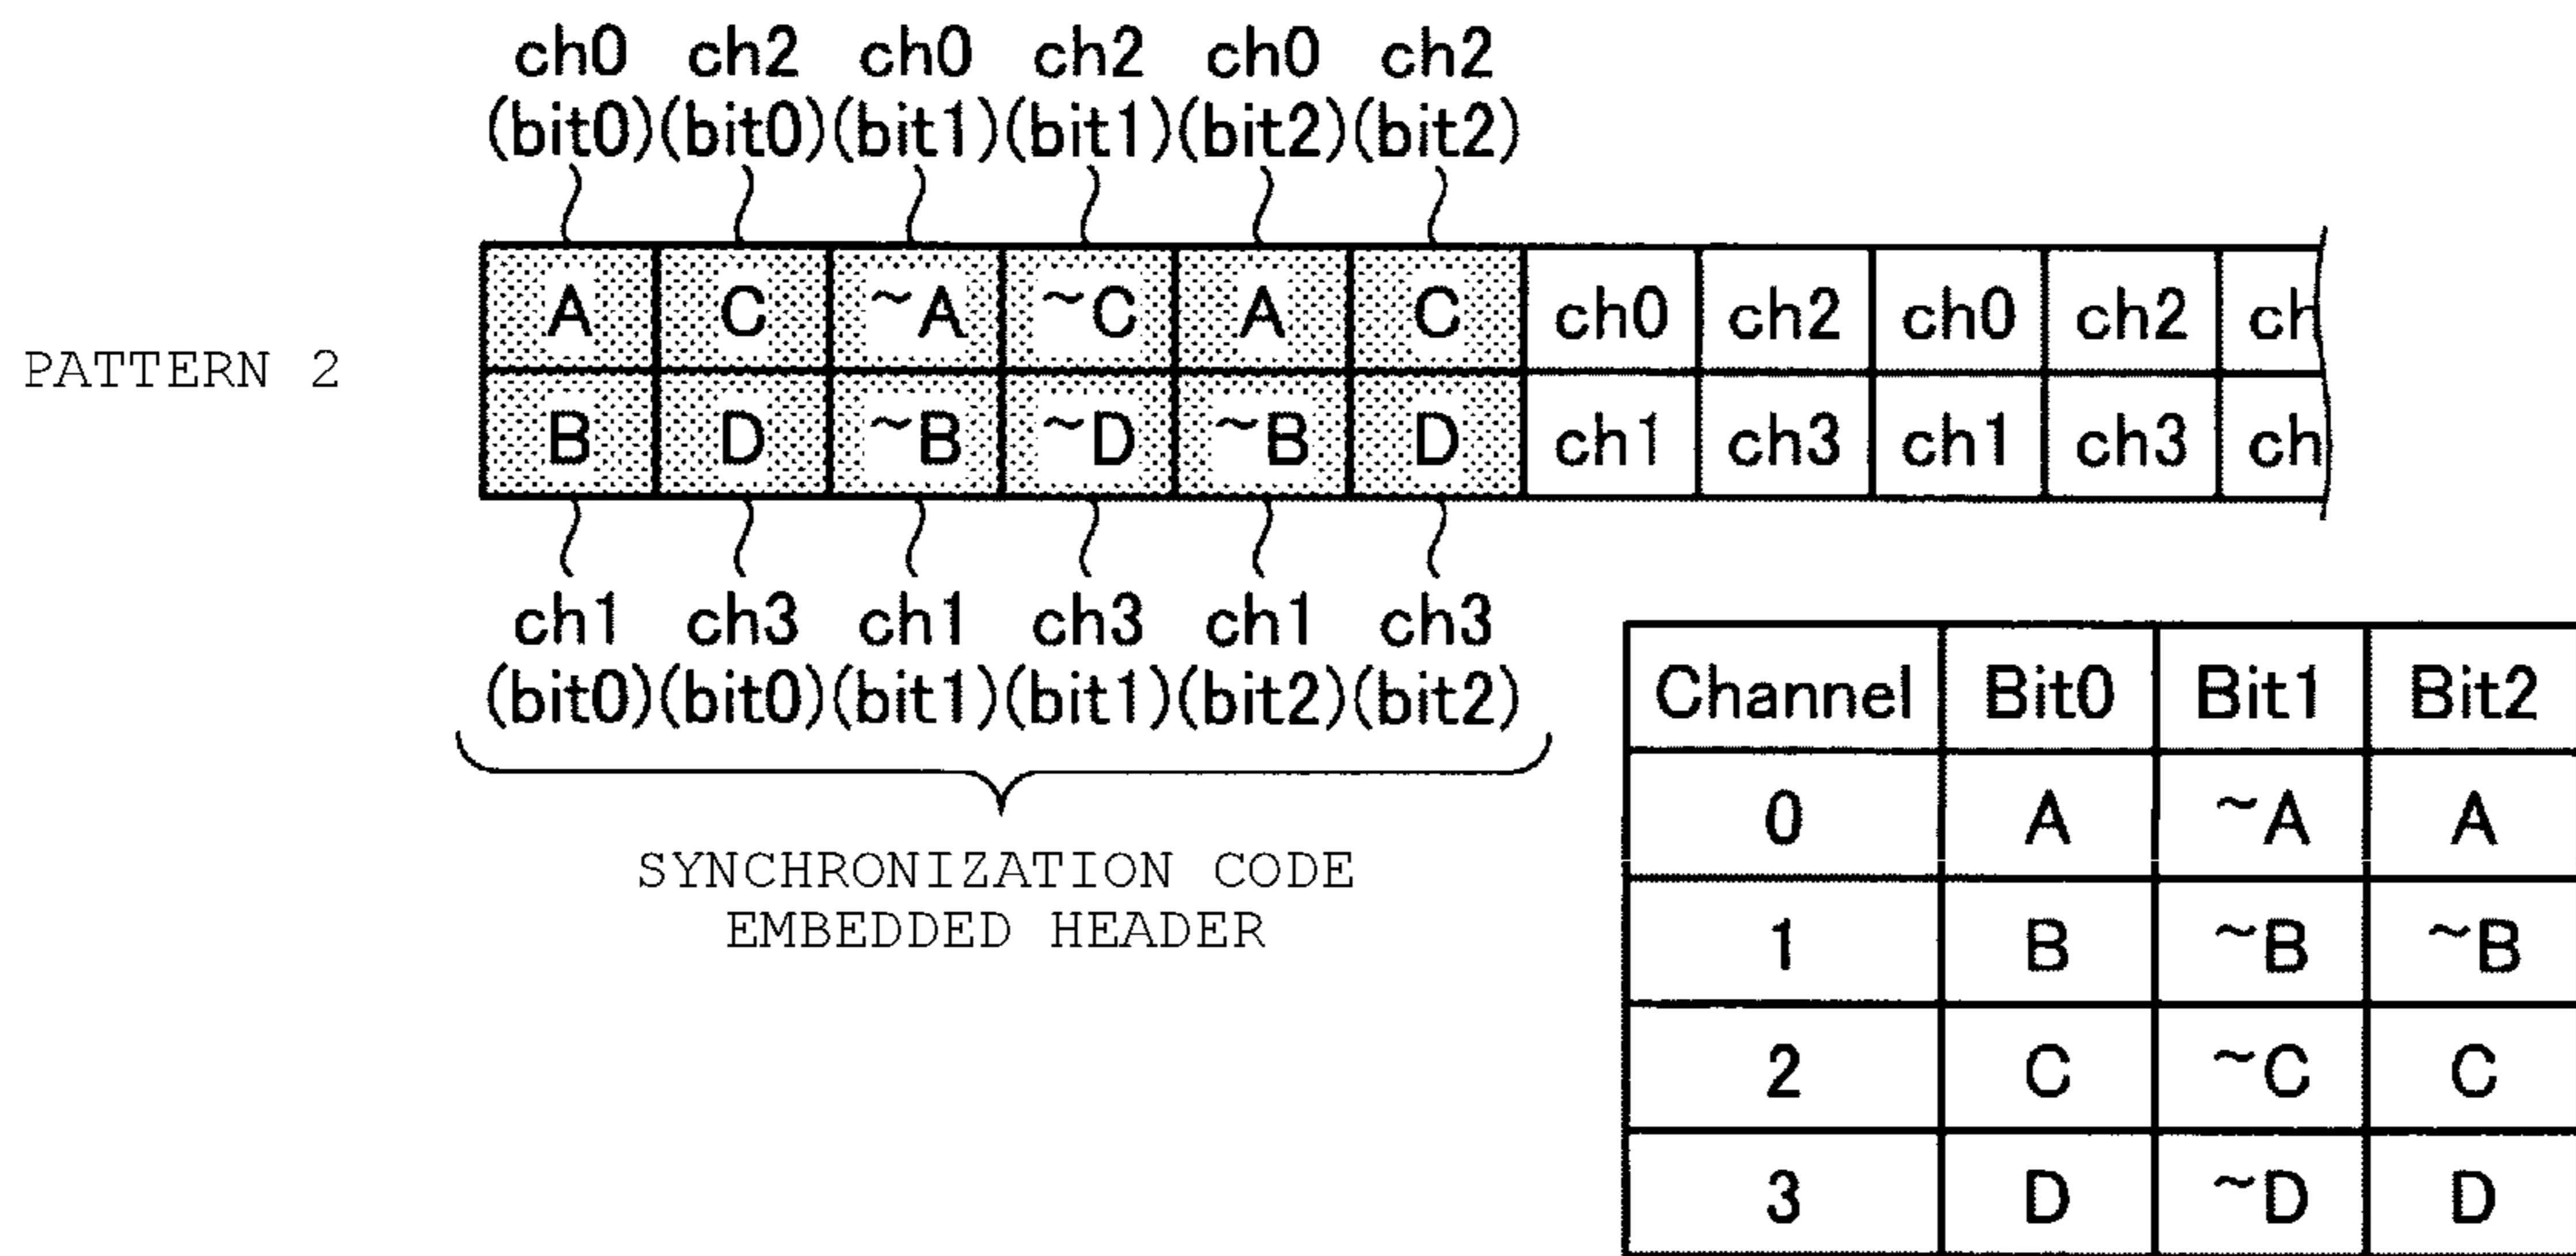 ch0 ch2 ch0 ch2 ch0 ch2
(bit0)(bit0)(bit1)(bit1)(bit2)(bit2)
A C ~A ~C A C ch0 ch2 ch0 ch2 ch
PATTERN 2
B D ~B ~D ~B D ch1 ch3 ch1 ch3 ch
ch1 ch3 ch1 ch3 ch1 ch3
(bit0)(bit0)(bit1)(bit1)(bit2)(bit2)
SYNCHRONIZATION CODE
EMBEDDED HEADER
Channel Bit0 Bit1 Bit2
0 A ~A A
1 B ~B ~B
2 C ~C C
3 D ~D D